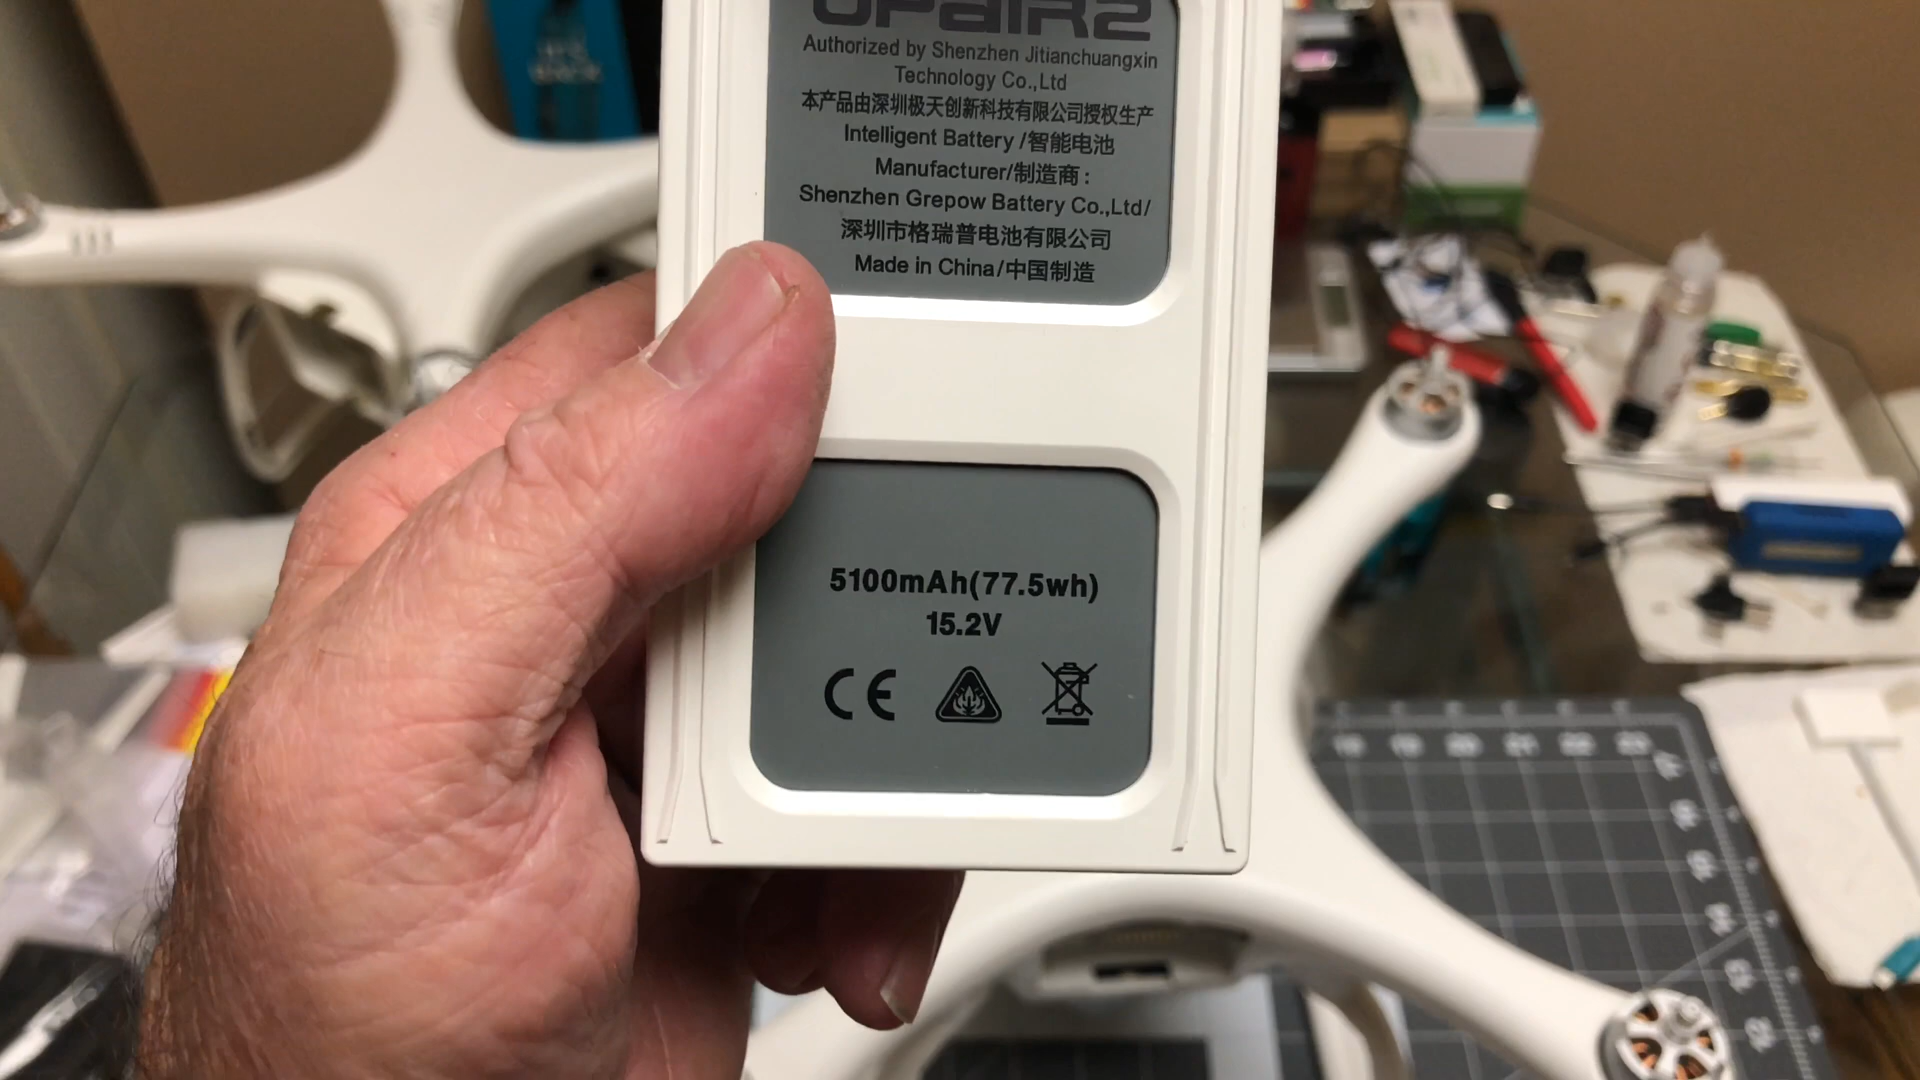 UPaiR2
Authorized by Shenzhen Jitianchuangxin
Technology Co.,Ltd
本产品由深圳极天创新科技有限公司授权生产
Intelligent Battery /智能电池
Manufacturer/制造商:
Shenzhen Grepow Battery Co.,Ltd/
深圳市格瑞普电池有限公司
Made in China/中国制造
5100mAh(77.5wh)
15.2V
CE